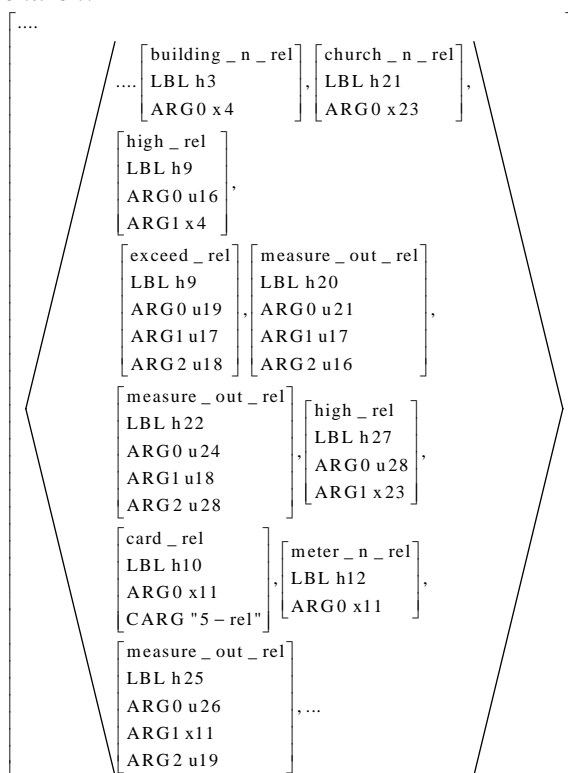 ....
.... building _ n _ rel , church _ n _ rel ,
LBL h3 LBL h21
ARG0 x4 ARG0 x23
high _ rel
LBL h9
ARG0 u16 ,
ARG1 x4
exceed _ rel measure _ out _ rel
LBL h9 LBL h20
ARG0 u19 , ARG0 u21 ,
ARG1 u17 ARG1 u17
ARG2 u18 ARG2 u16
measure _ out _ rel high _ rel
LBL h22 LBL h27
ARG0 u24 , ARG0 u28 ,
ARG1 u18 ARG1 x23
ARG2 u28
card _ rel meter _ n _ rel
LBL h10 , LBL h12 ,
ARG0 x11 ARG0 x11
CARG "5 – rel"
measure _ out _ rel
LBL h25
ARG0 u26 , ...
ARG1 x11
ARG2 u19